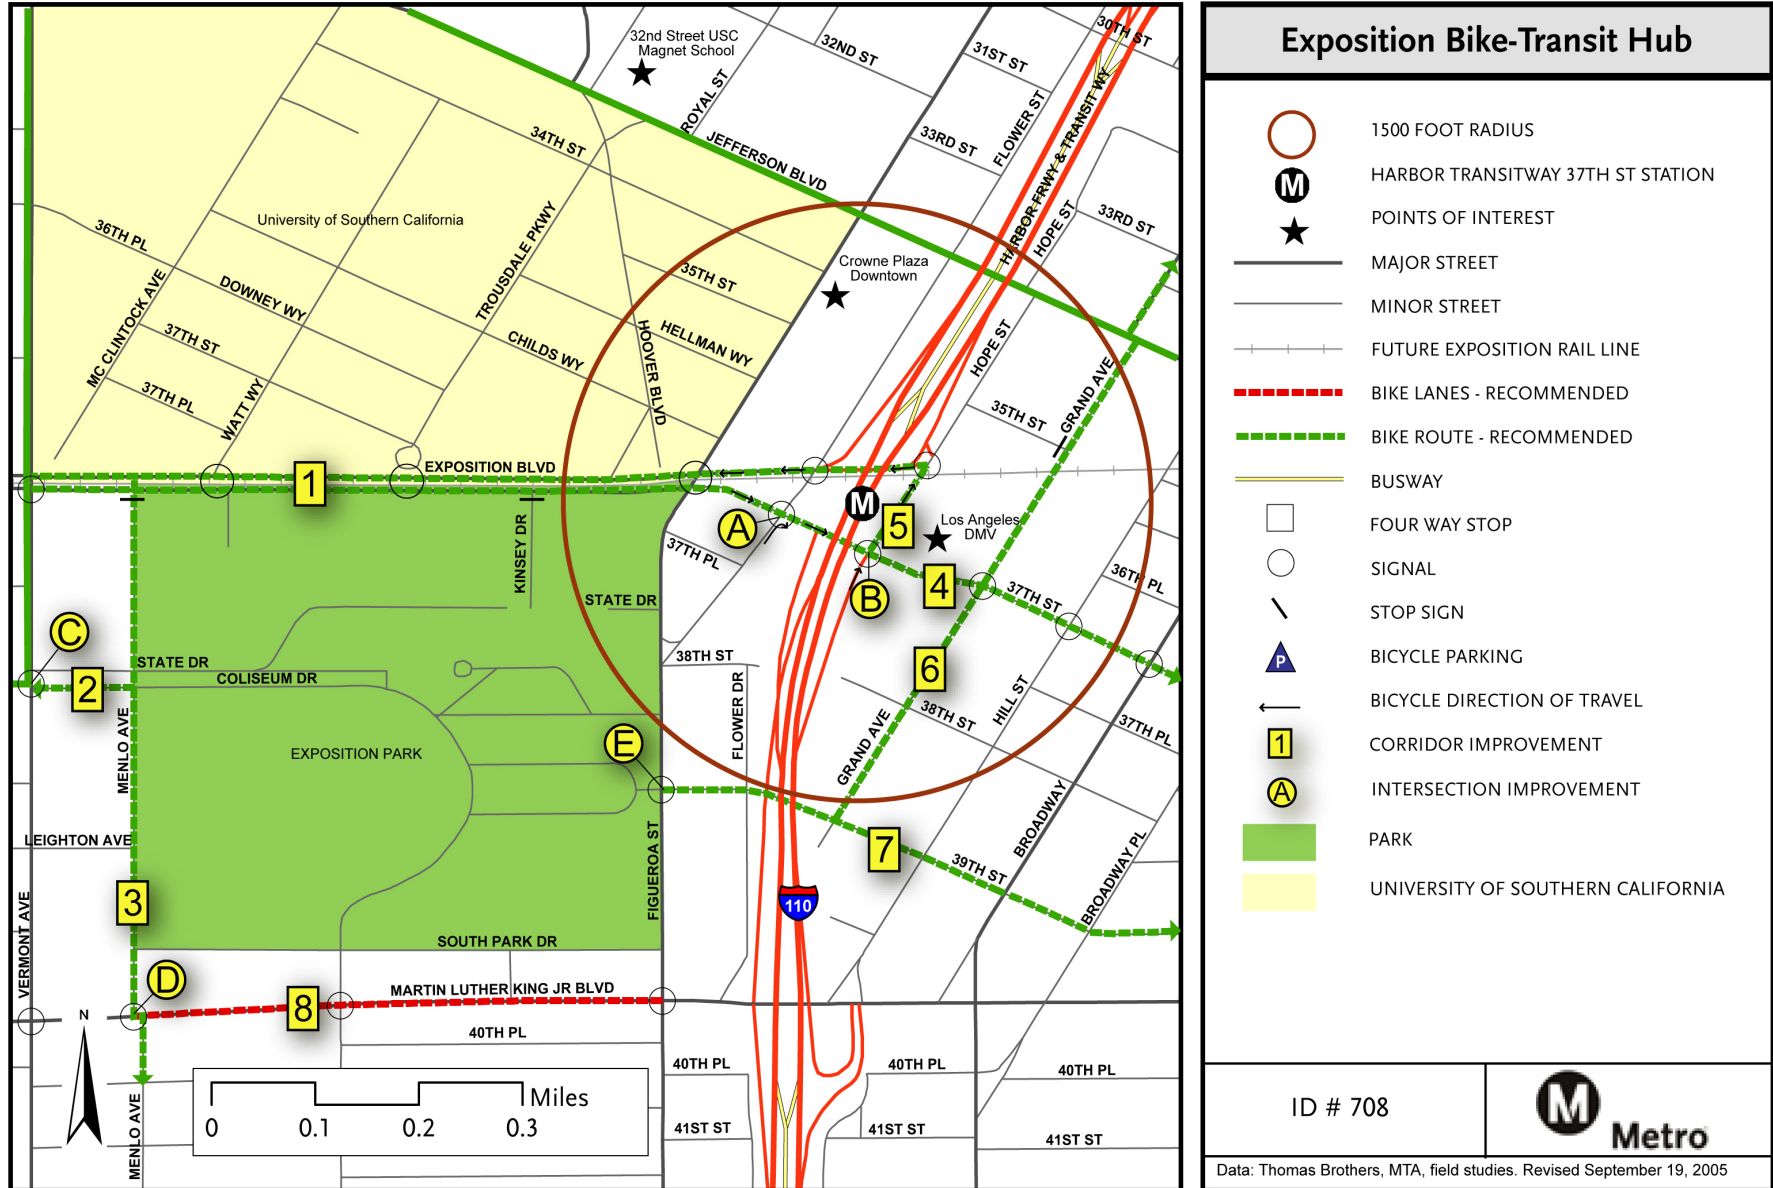 32nd Street USC
Magnet School
ROYAL ST
32ND ST
31ST ST
30TH ST
33RD ST
FLOWER ST
HARBOR FRWY & TRANSIT WY
34TH ST
JEFFERSON BLVD
HOPE ST
33RD ST
University of Southern California
36TH PL
TROUSDALE PKWY
MC CLINTOCK AVE
DOWNEY WY
35TH ST
Crowne Plaza
Downtown
37TH ST
CHILDS WY
HOOVER BLVD
HELLMAN WY
HOPE ST
GRAND AVE
37TH PL
WATT WY
35TH ST
EXPOSITION BLVD
1
M
A
5
Los Angeles
DMV
KINSEY DR
37TH PL
4
B
37TH ST
36TH PL
STATE DR
C
STATE DR
38TH ST
6
2
COLISEUM DR
FLOWER DR
HILL ST
38TH ST
37TH PL
MENLO AVE
EXPOSITION PARK
E
GRAND AVE
BROADWAY
LEIGHTON AVE
7
39TH ST
3
FIGUEROA ST
110
BROADWAY PL
VERMONT AVE
SOUTH PARK DR
D
MARTIN LUTHER KING JR BLVD
8
N
40TH PL
40TH PL
40TH PL
40TH PL
Miles
0 0.1 0.2 0.3
MENLO AVE
41ST ST
41ST ST
41ST ST
Exposition Bike-Transit Hub
1500 FOOT RADIUS
M HARBOR TRANSITWAY 37TH ST STATION
POINTS OF INTEREST
MAJOR STREET
MINOR STREET
FUTURE EXPOSITION RAIL LINE
BIKE LANES - RECOMMENDED
BIKE ROUTE - RECOMMENDED
BUSWAY
FOUR WAY STOP
SIGNAL
STOP SIGN
P BICYCLE PARKING
BICYCLE DIRECTION OF TRAVEL
1 CORRIDOR IMPROVEMENT
A INTERSECTION IMPROVEMENT
PARK
UNIVERSITY OF SOUTHERN CALIFORNIA
ID # 708
M Metro
Data: Thomas Brothers, MTA, field studies. Revised September 19, 2005